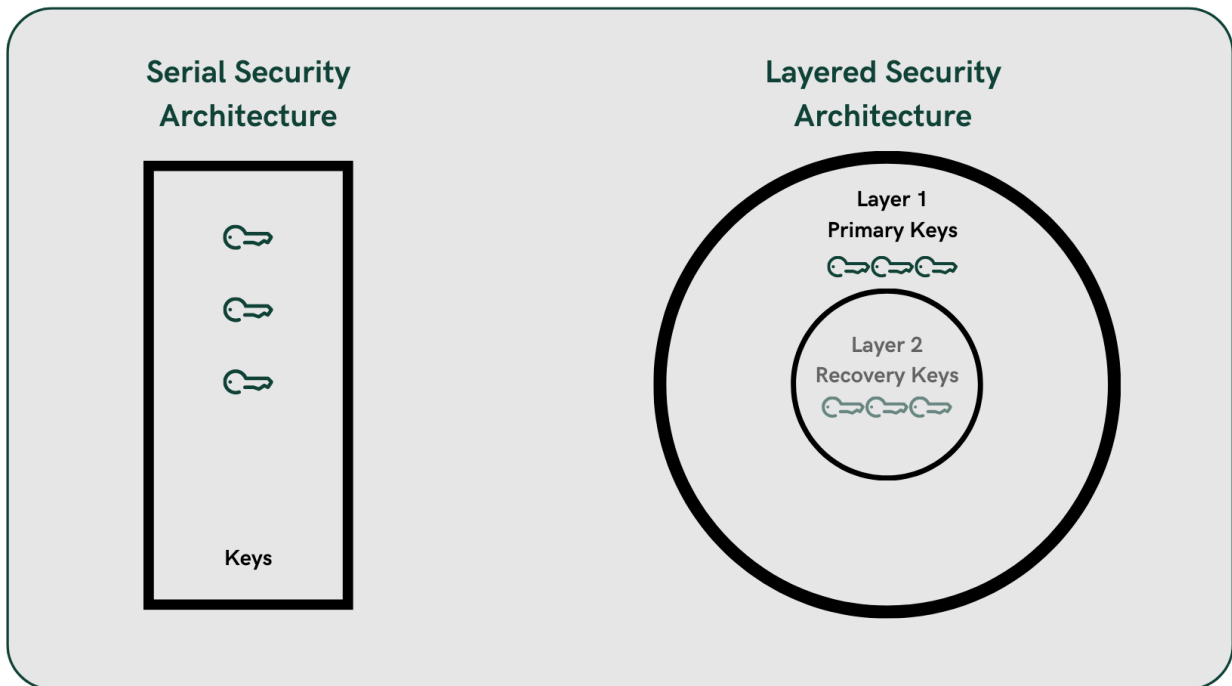 Serial Security
Architecture
Keys
Layered Security
Architecture
Layer 1
Primary Keys
Layer 2
Recovery Keys